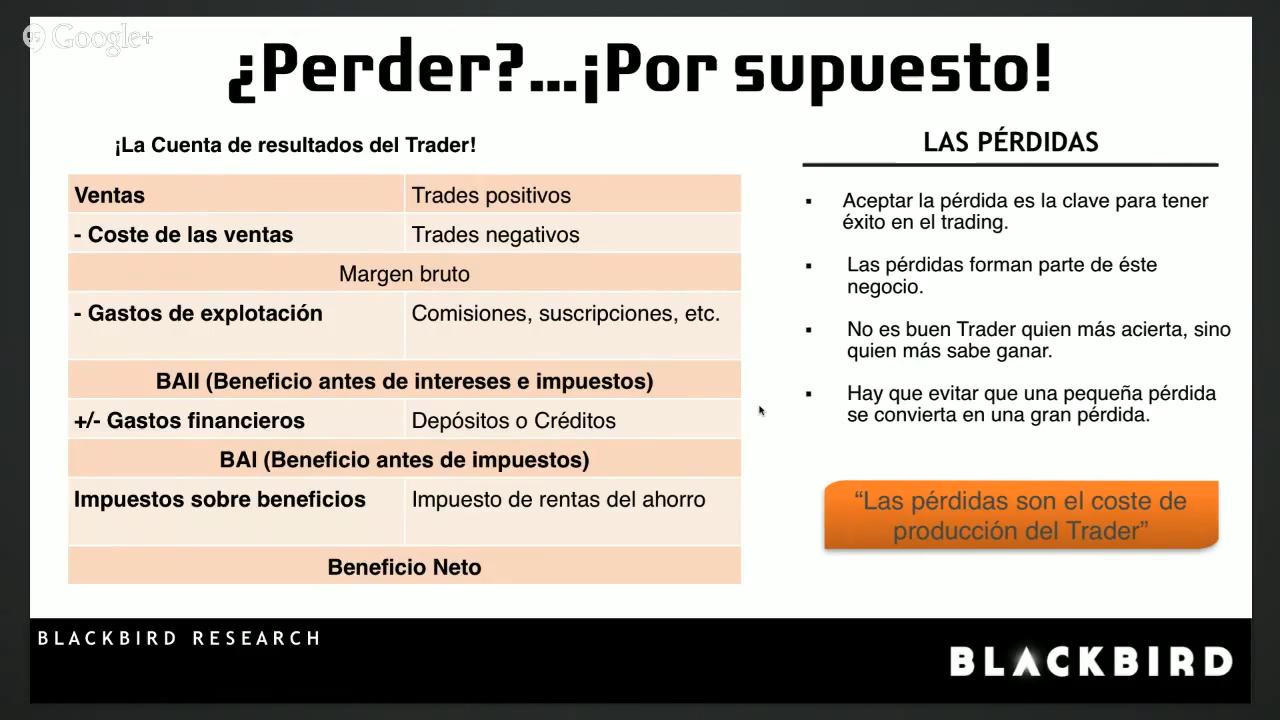 Google+
¿Perder?...¡Por supuesto!
¡La Cuenta de resultados del Trader!
Ventas Trades positivos
- Coste de las ventas Trades negativos
Margen bruto
- Gastos de explotación Comisiones, suscripciones, etc.
BAII (Beneficio antes de intereses e impuestos)
+/- Gastos financieros Depósitos o Créditos
BAI (Beneficio antes de impuestos)
Impuestos sobre beneficios Impuesto de rentas del ahorro
Beneficio Neto
LAS PÉRDIDAS
▪ Aceptar la pérdida es la clave para tener
éxito en el trading.
▪ Las pérdidas forman parte de éste
negocio.
▪ No es buen Trader quien más acierta, sino
quien más sabe ganar.
▪ Hay que evitar que una pequeña pérdida
se convierta en una gran pérdida.
“Las pérdidas son el coste de
producción del Trader”
BLACKBIRD RESEARCH
BLACKBIRD